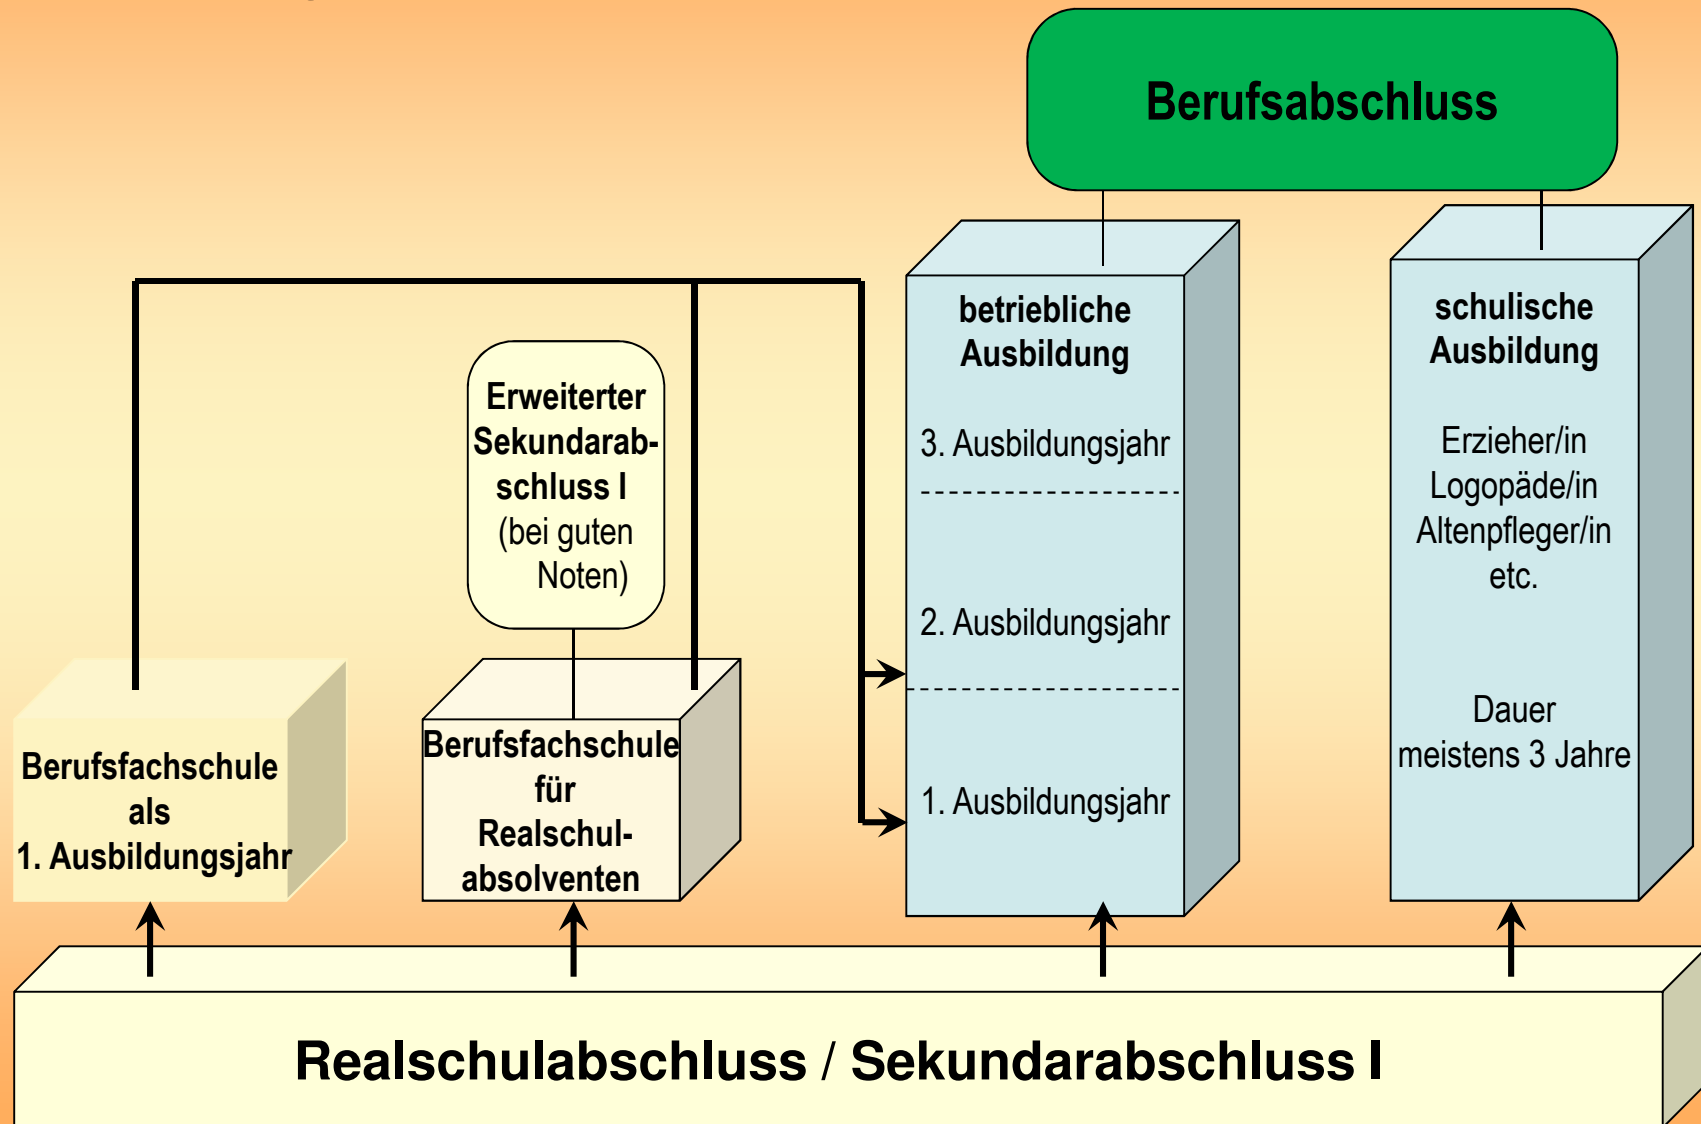 Berufsabschluss
betriebliche
Ausbildung
3. Ausbildungsjahr
2. Ausbildungsjahr
1. Ausbildungsjahr
schulische
Ausbildung
Erzieher/in
Logopäde/in
Altenpfleger/in
etc.
Dauer
meistens 3 Jahre
Erweiterter
Sekundarab-
schluss I
(bei guten
Noten)
Berufsfachschule
als
1. Ausbildungsjahr
Berufsfachschule
für
Realschul-
absolventen
Realschulabschluss / Sekundarabschluss I